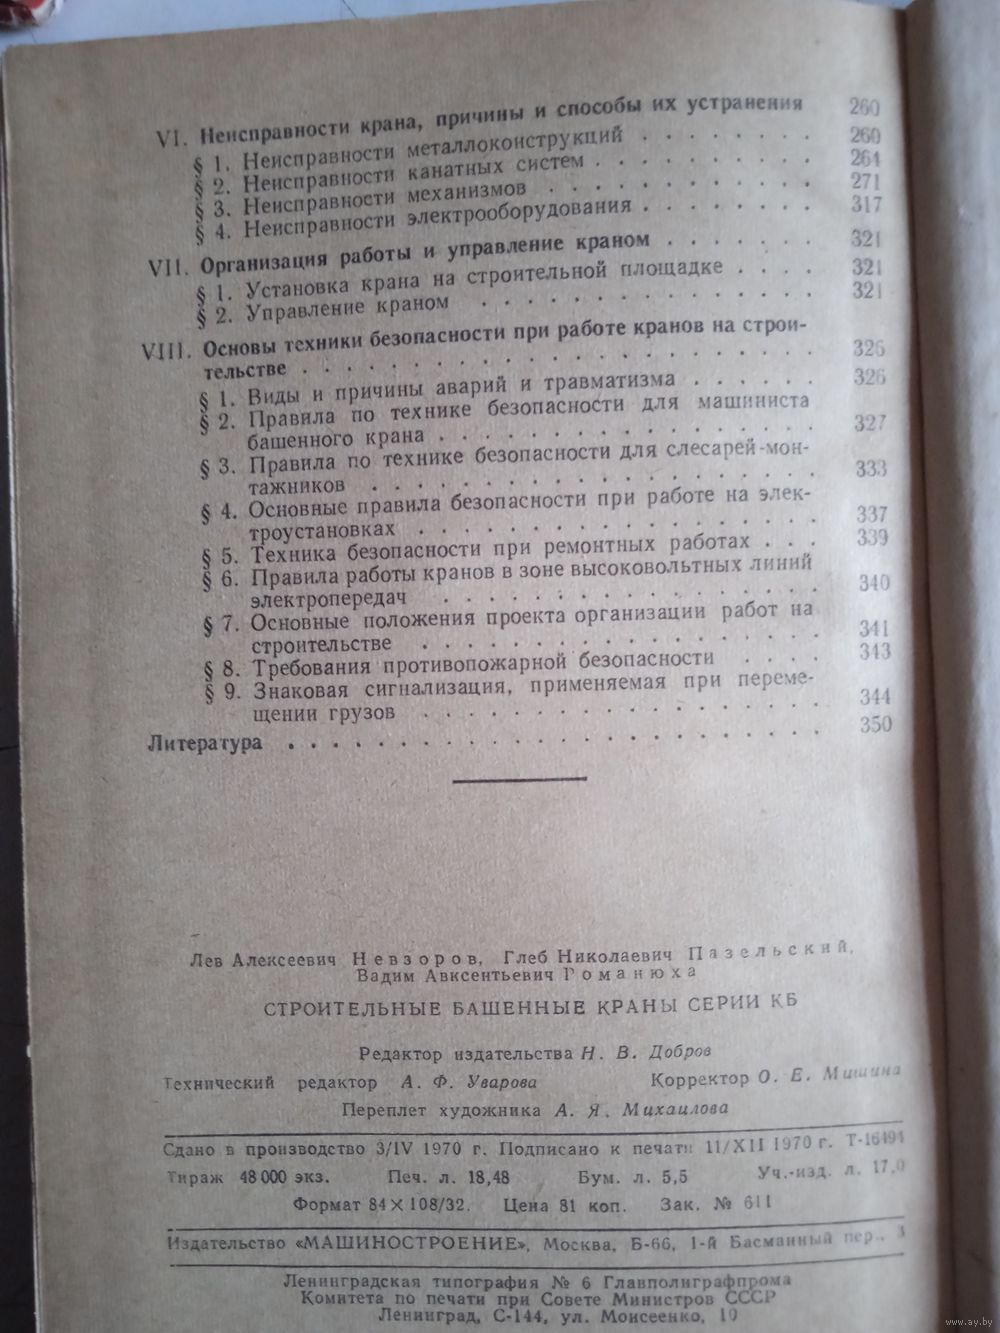 VI. Неисправности крана, причины и способы их устранения 260
§ 1. Неисправности металлоконструкций . . . . . . . 260
§ 2. Неисправности канатных систем . . . . . . . . . 264
§ 3. Неисправности механизмов . . . . . . . . . . . 271
§ 4. Неисправности электрооборудования . . . . . . . 317
VII. Организация работы и управление краном . . . . . . . 321
§ 1. Установка крана на строительной площадке . . . . 321
§ 2. Управление краном . . . . . . . . . . . . . . 321
VIII. Основы техники безопасности при работе кранов на строи-
тельстве . . . . . . . . . . . . . . . . . . . . 326
§ 1. Виды и причины аварий и травматизма . . . . . . 326
§ 2. Правила по технике безопасности для машиниста
башенного крана . . . . . . . . . . . . . . . 327
§ 3. Правила по технике безопасности для слесарей-мон-
тажников . . . . . . . . . . . . . . . . . . 333
§ 4. Основные правила безопасности при работе на элек-
троустановках . . . . . . . . . . . . . . . . 337
§ 5. Техника безопасности при ремонтных работах . . . 339
§ 6. Правила работы кранов в зоне высоковольтных линий
электропередач . . . . . . . . . . . . . . . 340
§ 7. Основные положения проекта организации работ на
строительстве . . . . . . . . . . . . . . . . 341
§ 8. Требования противопожарной безопасности . . . . 343
§ 9. Знаковая сигнализация, применяемая при переме-
щении грузов . . . . . . . . . . . . . . . . 344
Литература . . . . . . . . . . . . . . . . . . . . . 350
Лев Алексеевич Невзоров, Глеб Николаевич Пазельский,
Вадим Авксентьевич Романюха
СТРОИТЕЛЬНЫЕ БАШЕННЫЕ КРАНЫ СЕРИИ КБ
Редактор издательства Н. В. Добров
Технический редактор А. Ф. Уварова Корректор О. Е. Мишина
Переплет художника А. Я. Михайлова
Сдано в производство 3/IV 1970 г. Подписано к печати 11/XII 1970 г. Т-16494
Тираж 48 000 экз. Печ. л. 18,48 Бум. л. 5,5 Уч.-изд. л. 17,0
Формат 84×108/32. Цена 81 коп. Зак. № 611
Издательство «МАШИНОСТРОЕНИЕ», Москва, Б-66, 1-й Басманный пер., 3
Ленинградская типография № 6 Главполиграфпрома
Комитета по печати при Совете Министров СССР
Ленинград, С-144, ул. Моисеенко, 10
www.ay.by